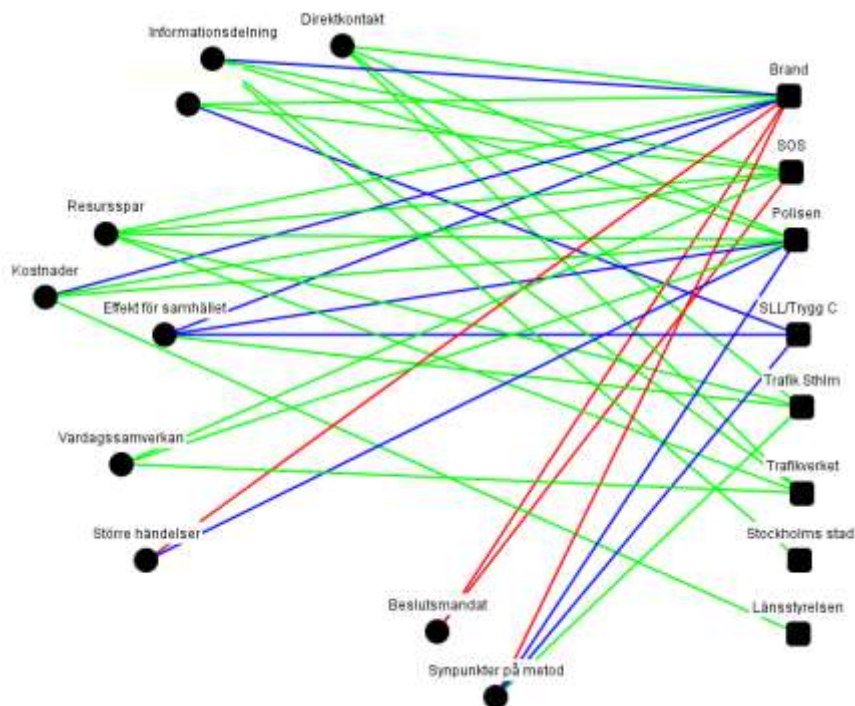 Direktkontakt
Informationsdelning
Brand
SOS
Resursspar
Polisen
Kostnader
Effekt för samhället
SLL/Trygg C
Trafik Sthlm
Vardagssamverkan
Trafikverket
Större händelser
Stockholms stad
Beslutsmandat
Länsstyrelsen
Synpunkter på metod